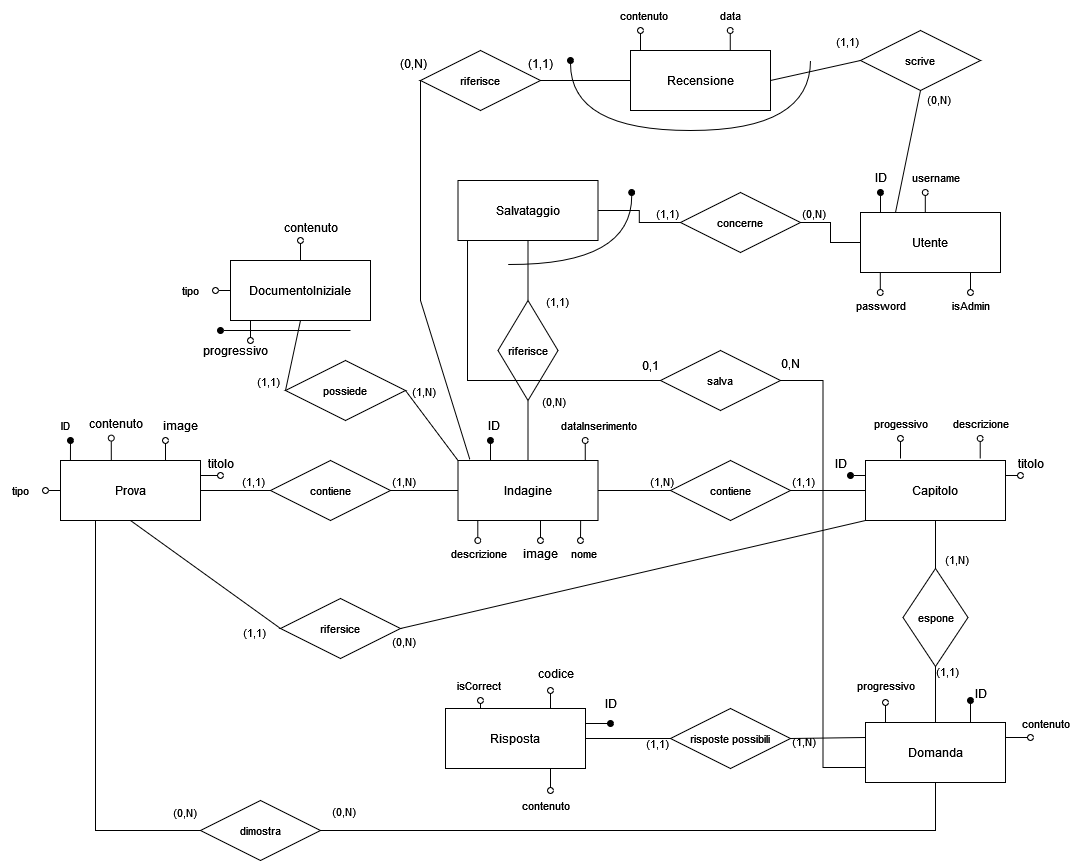 contenuto
data
(0,N)
riferisce
(1,1)
Recensione
(1,1)
scrive
(0,N)
Salvataggio
(1,1)
concerne
(0,N)
ID
username
Utente
password
isAdmin
contenuto
tipo
DocumentoIniziale
progressivo
(1,1)
possiede
(1,N)
(1,1)
riferisce
(0,N)
0,1
salva
0,N
ID
contenuto
image
titolo
tipo
Prova
(1,1)
contiene
(1,N)
ID
dataInserimento
Indagine
descrizione
image
nome
(1,N)
contiene
(1,1)
progessivo
descrizione
ID
titolo
Capitolo
(1,N)
espone
(1,1)
(1,1)
rifersice
(0,N)
isCorrect
codice
ID
Risposta
contenuto
(1,1)
risposte possibili
(1,N)
progressivo
ID
contenuto
Domanda
(0,N)
dimostra
(0,N)